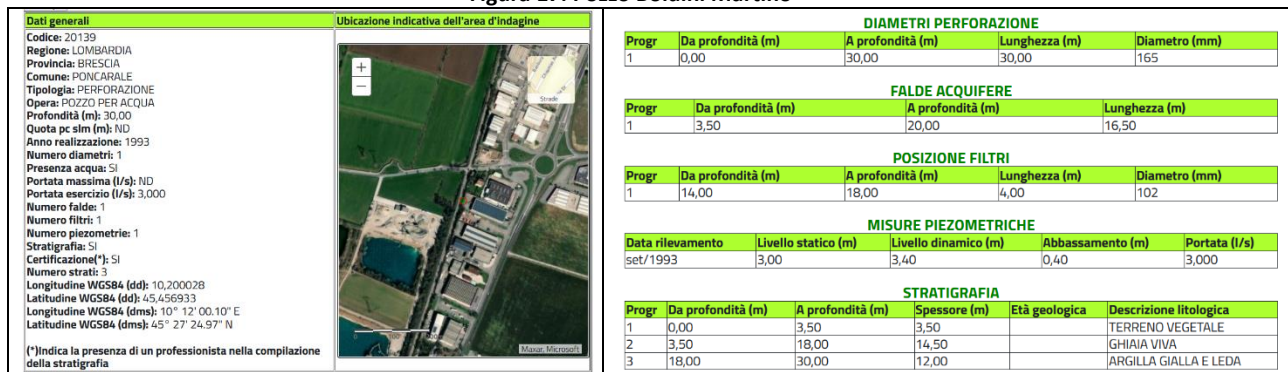 Dati generali
Ubicazione indicativa dell'area d'indagine
Codice: 20139
Regione: LOMBARDIA
Provincia: BRESCIA
Comune: PONCARALE
Tipologia: PERFORAZIONE
Opera: POZZO PER ACQUA
Profondità (m): 30,00
Quota pc slm (m): ND
Anno realizzazione: 1993
Numero diametri: 1
Presenza acqua: SI
Portata massima (l/s): ND
Portata esercizio (l/s): 3,000
Numero falde: 1
Numero filtri: 1
Numero piezometrie: 1
Stratigrafia: SI
Certificazione(*): SI
Numero strati: 3
Longitudine WGS84 (dd): 10,200028
Latitudine WGS84 (dd): 45,456933
Longitudine WGS84 (dms): 10° 12' 00.10" E
Latitudine WGS84 (dms): 45° 27' 24.97" N
(*)Indica la presenza di un professionista nella compilazione
della stratigrafia
+
−
Strade
Maxar, Microsoft
DIAMETRI PERFORAZIONE
Progr Da profondità (m) A profondità (m) Lunghezza (m) Diametro (mm)
1 0,00 30,00 30,00 165
FALDE ACQUIFERE
Progr Da profondità (m) A profondità (m) Lunghezza (m)
1 3,50 20,00 16,50
POSIZIONE FILTRI
Progr Da profondità (m) A profondità (m) Lunghezza (m) Diametro (mm)
1 14,00 18,00 4,00 102
MISURE PIEZOMETRICHE
Data rilevamento Livello statico (m) Livello dinamico (m) Abbassamento (m) Portata (l/s)
set/1993 3,00 3,40 0,40 3,000
STRATIGRAFIA
Progr Da profondità (m) A profondità (m) Spessore (m) Età geologica Descrizione litologica
1 0,00 3,50 3,50 TERRENO VEGETALE
2 3,50 18,00 14,50 GHIAIA VIVA
3 18,00 30,00 12,00 ARGILLA GIALLA E LEDA